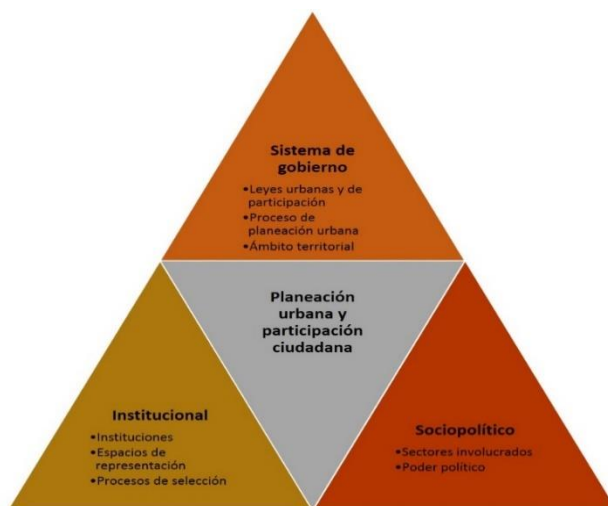 Sistema de
gobierno
•Leyes urbanas y de
participación
•Proceso de
planeación urbana
•Ámbito territorial
Planeación
urbana y
participación
ciudadana
Institucional
•Instituciones
•Espacios de
representación
•Procesos de selección
Sociopolítico
•Sectores involucrados
•Poder político